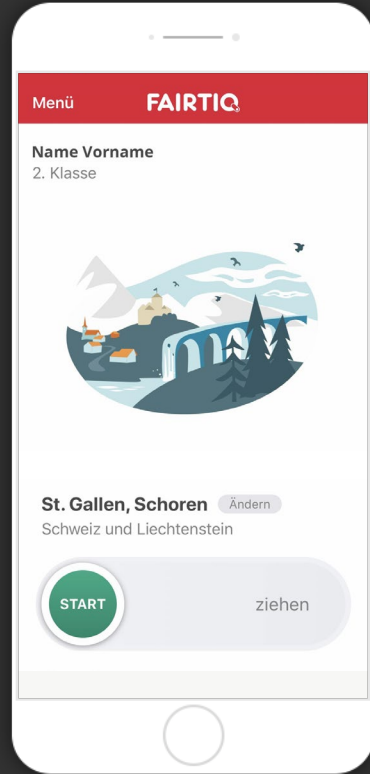 Menü FAIRTIQ
Name Vorname
2. Klasse
St. Gallen, Schoren Ändern
Schweiz und Liechtenstein
START ziehen